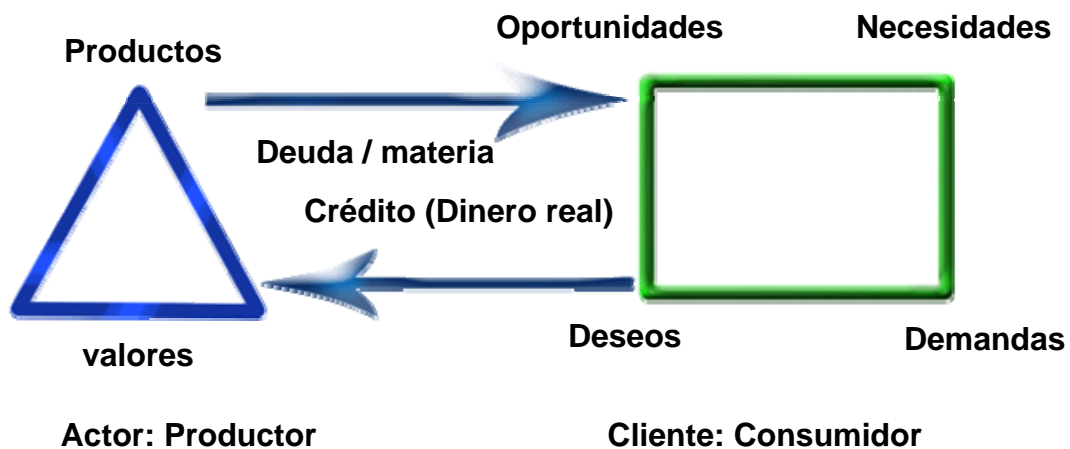 Oportunidades Necesidades
Productos
Deuda / materia
Crédito (Dinero real)
Deseos Demandas
valores
Actor: Productor Cliente: Consumidor